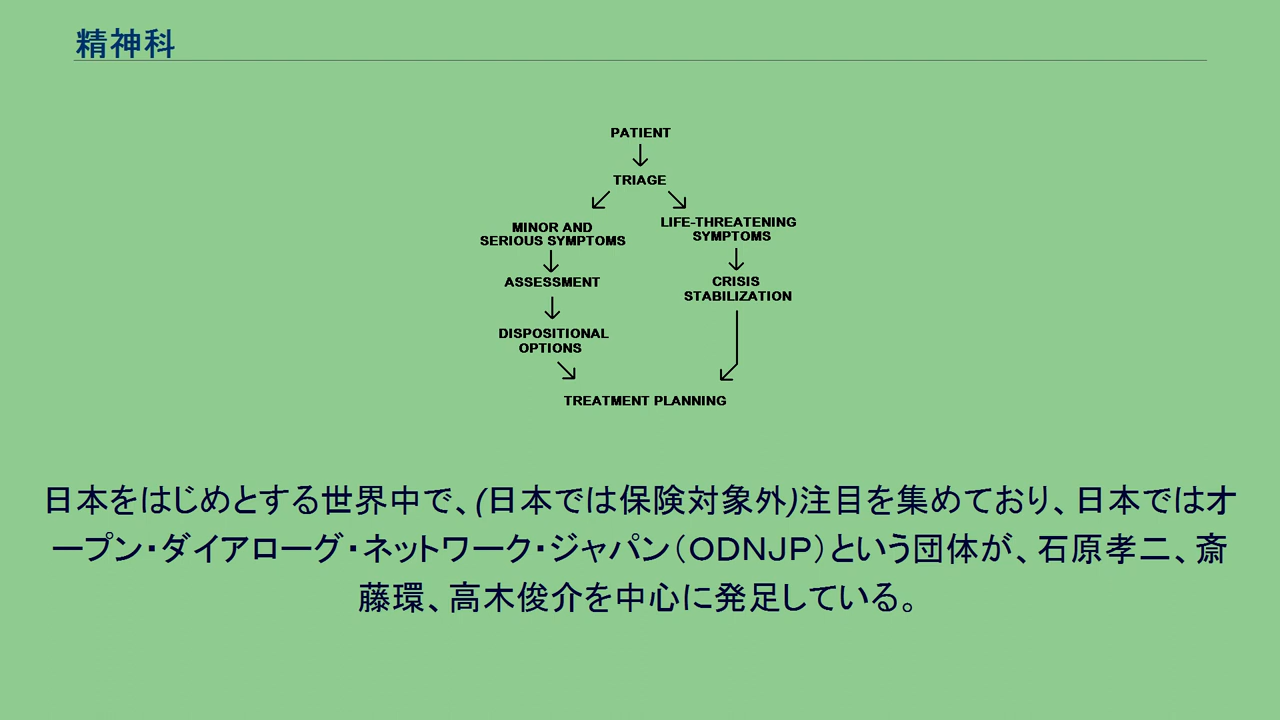 精神科
PATIENT
TRIAGE
MINOR AND
SERIOUS SYMPTOMS
LIFE-THREATENING
SYMPTOMS
ASSESSMENT
CRISIS
STABILIZATION
DISPOSITIONAL
OPTIONS
TREATMENT PLANNING
日本をはじめとする世界中で、(日本では保険対象外)注目を集めており、日本ではオ
ープン・ダイアローグ・ネットワーク・ジャパン（ODNJP）という団体が、石原孝二、斎
藤環、高木俊介を中心に発足している。